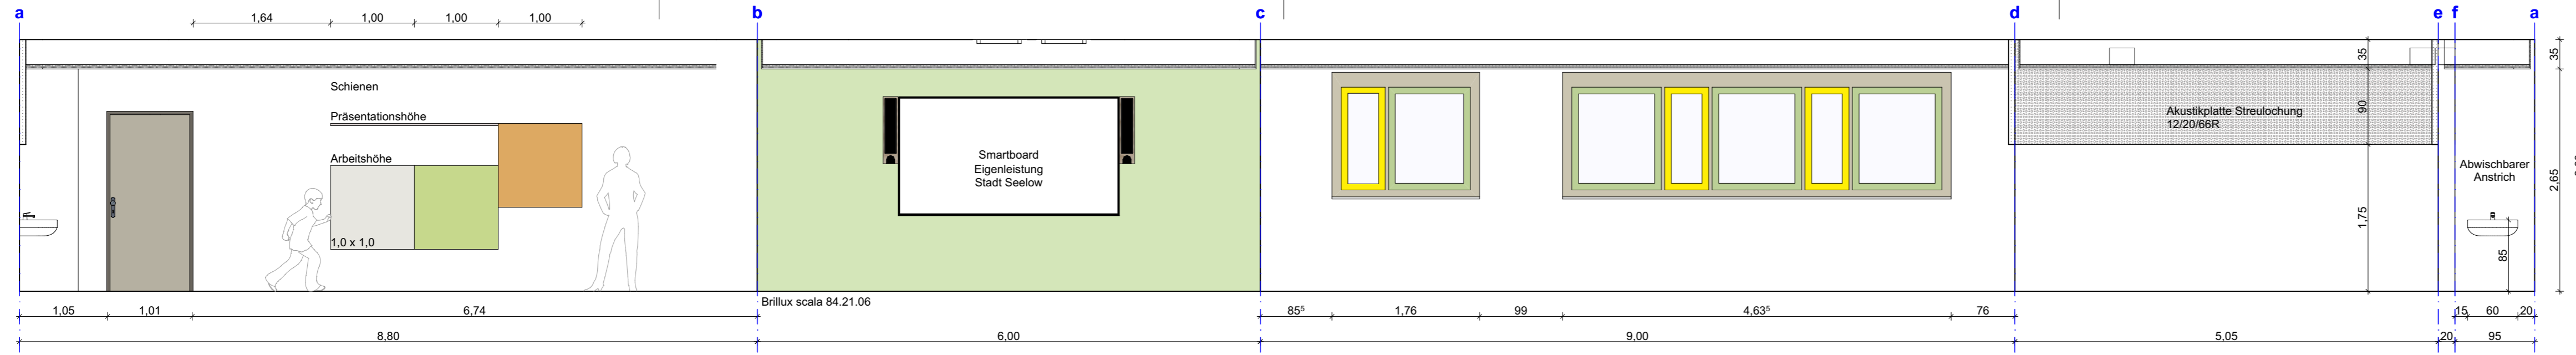 1,64 1,00 1,00 1,00
a b c d e f a
Schienen
Präsentationshöhe
Arbeitshöhe
1,0 x 1,0
Smartboard
Eigenleistung
Stadt Seelow
Akustikplatte Streulochung
12/20/66R
35
90
1,75
Abwischbarer
Anstrich
85
35
2,65
Brillux scala 84.21.06
1,05 1,01 6,74 85⁵ 1,76 99 4,63⁵ 76 15 60 20
8,80 6,00 9,00 5,05 20 95